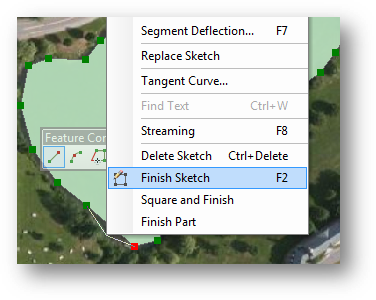 Segment Deflection... F7
Replace Sketch
Tangent Curve...
Find Text Ctrl+W
Streaming F8
Feature Con
Delete Sketch Ctrl+Delete
Finish Sketch F2
Square and Finish
Finish Part